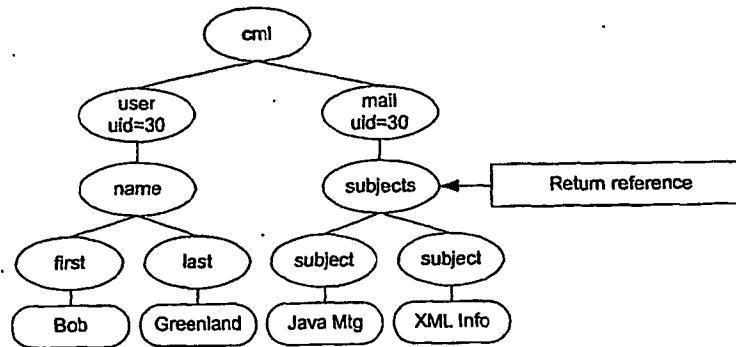 cml
user
uid=30
mail
uid=30
name
subjects
Return reference
first
last
subject
subject
Bob
Greenland
Java Mtg
XML Info